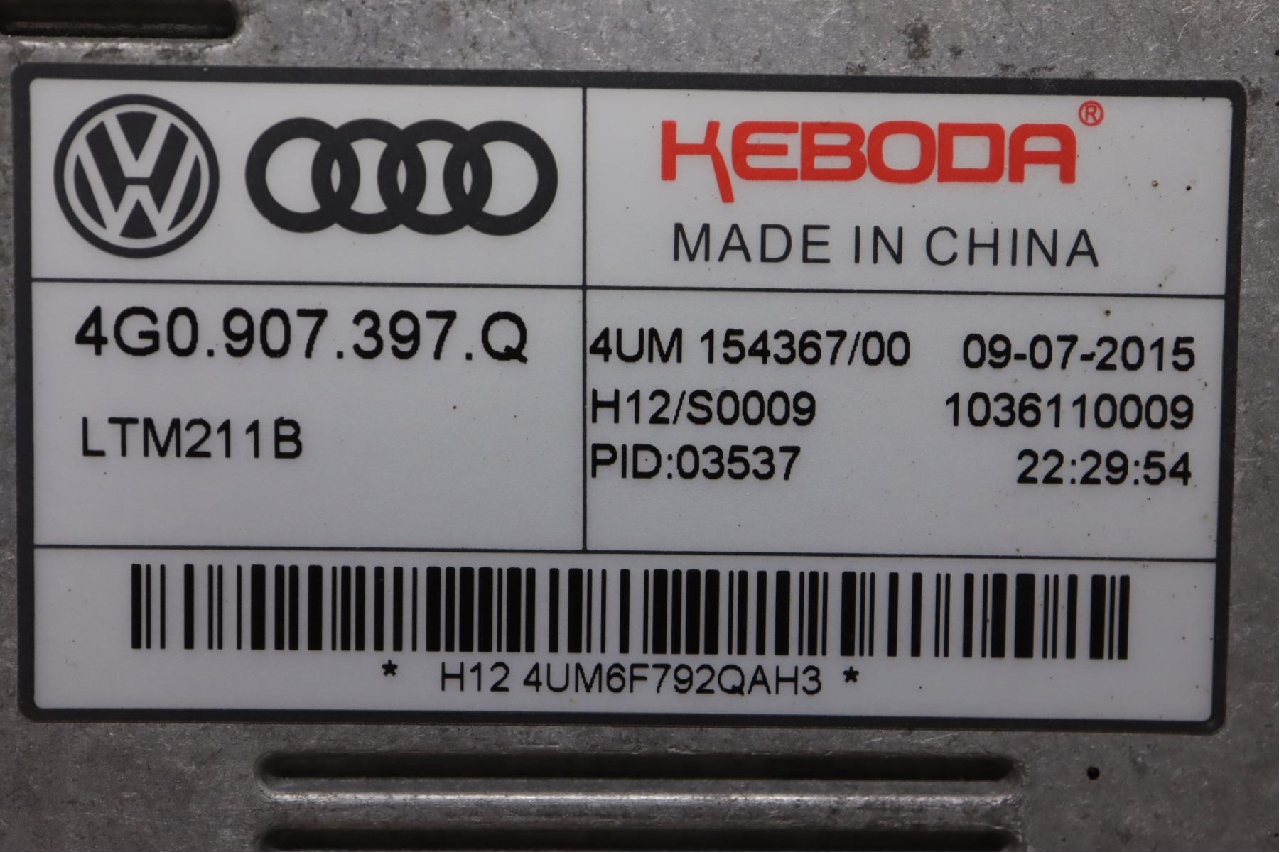 KEBODA®
MADE IN CHINA
4G0.907.397.Q
LTM211B
4UM 154367/00 09-07-2015
H12/S0009 1036110009
PID:03537 22:29:54
* H12 4UM6F792QAH3 *